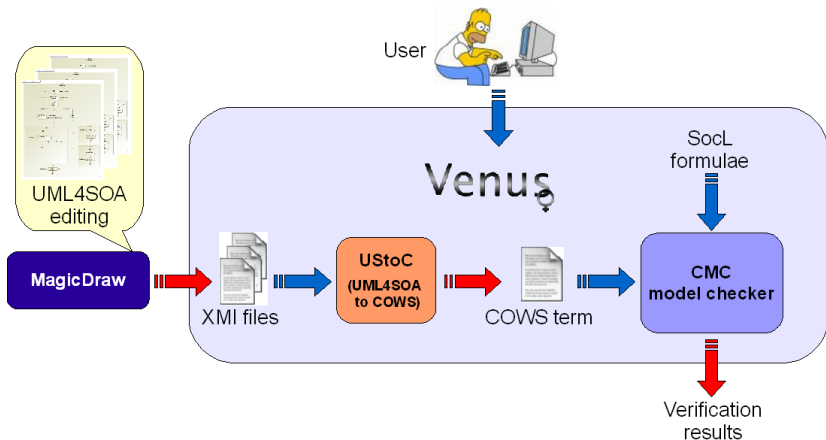 User
UML4SOA
editing
Venus
SocL
formulae
MagicDraw
XMI files
UStoC
(UML4SOA
to COWS)
COWS term
CMC
model checker
Verification
results